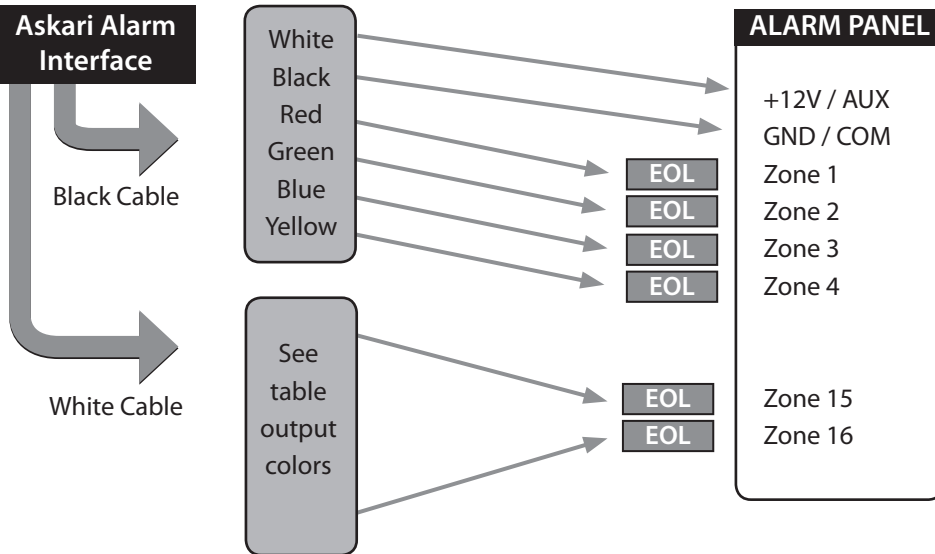 Askari Alarm
Interface
Black Cable
White Cable
White
Black
Red
Green
Blue
Yellow
See
table
output
colors
EOL
EOL
EOL
EOL
EOL
EOL
ALARM PANEL
+12V / AUX
GND / COM
Zone 1
Zone 2
Zone 3
Zone 4
Zone 15
Zone 16